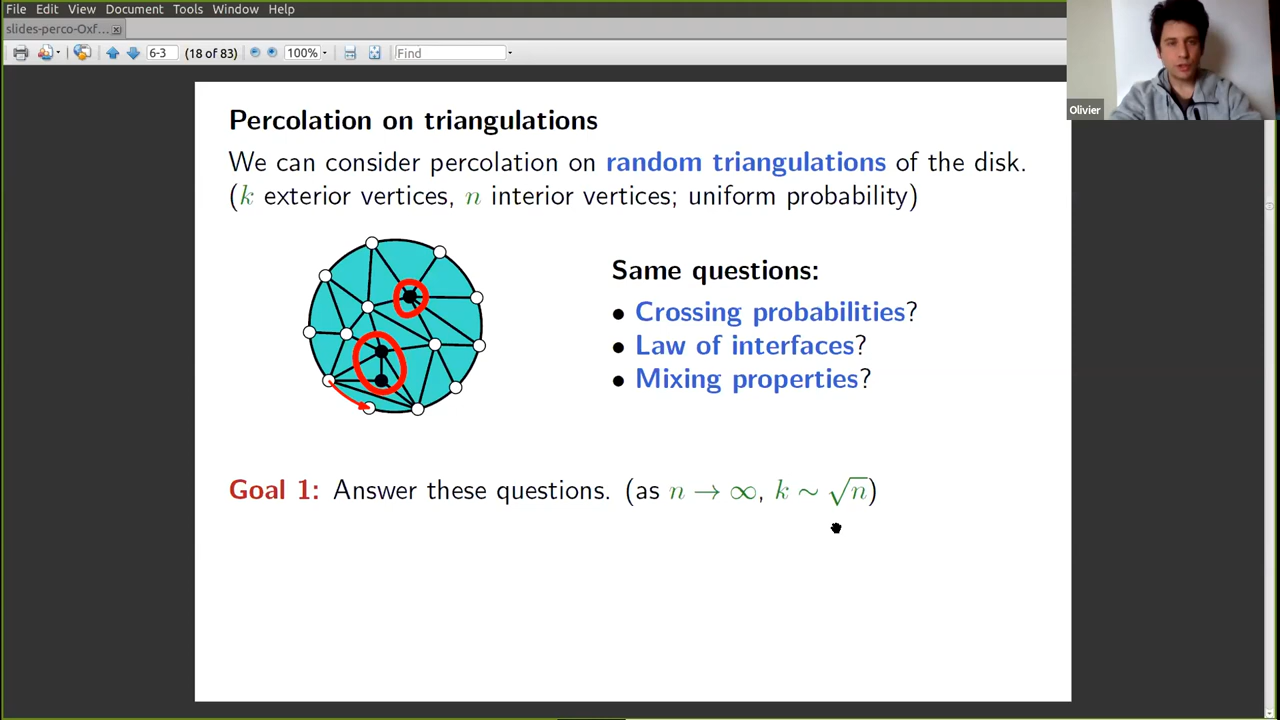 File Edit View Document Tools Window Help
slides-perco-Oxf...
6-3 (18 of 83) 100% Find
Olivier
Percolation on triangulations
We can consider percolation on random triangulations of the disk.
(k exterior vertices, n interior vertices; uniform probability)
Same questions:
• Crossing probabilities?
• Law of interfaces?
• Mixing properties?
Goal 1: Answer these questions. (as n → ∞, k ∼ √n)